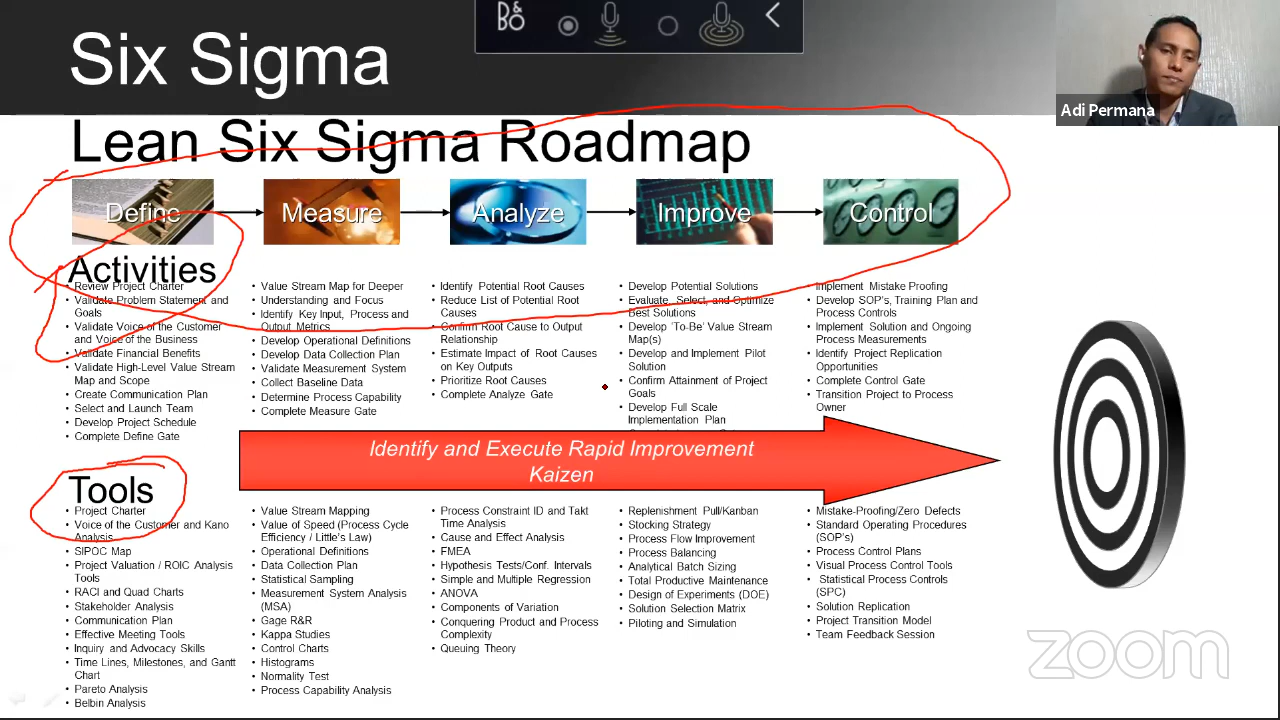 Six Sigma
B&O
Adi Permana
Lean Six Sigma Roadmap
Define
Measure
Analyze
Improve
Control
Activities
• Review Project Charter
• Validate Problem Statement and
Goals
• Validate Voice of the Customer
and Voice of the Business
• Validate Financial Benefits
• Validate High-Level Value Stream
Map and Scope
• Create Communication Plan
• Select and Launch Team
• Develop Project Schedule
• Complete Define Gate
• Value Stream Map for Deeper
• Understanding and Focus
• Identify Key Input, Process and
Output Metrics
• Develop Operational Definitions
• Develop Data Collection Plan
• Validate Measurement System
• Collect Baseline Data
• Determine Process Capability
• Complete Measure Gate
• Identify Potential Root Causes
• Reduce List of Potential Root
Causes
• Confirm Root Cause to Output
Relationship
• Estimate Impact of Root Causes
on Key Outputs
• Prioritize Root Causes
• Complete Analyze Gate
• Develop Potential Solutions
• Evaluate, Select, and Optimize
Best Solutions
• Develop 'To-Be' Value Stream
Map(s)
• Develop and Implement Pilot
Solution
• Confirm Attainment of Project
Goals
• Develop Full Scale
Implementation Plan
• Implement Mistake Proofing
• Develop SOP's, Training Plan and
Process Controls
• Implement Solution and Ongoing
Process Measurements
• Identify Project Replication
Opportunities
• Complete Control Gate
• Transition Project to Process
Owner
Identify and Execute Rapid Improvement
Kaizen
Tools
• Project Charter
• Voice of the Customer and Kano
Analysis
• SIPOC Map
• Project Valuation / ROIC Analysis
Tools
• RACI and Quad Charts
• Stakeholder Analysis
• Communication Plan
• Effective Meeting Tools
• Inquiry and Advocacy Skills
• Time Lines, Milestones, and Gantt
Chart
• Pareto Analysis
• Belbin Analysis
• Value Stream Mapping
• Value of Speed (Process Cycle
Efficiency / Little's Law)
• Operational Definitions
• Data Collection Plan
• Statistical Sampling
• Measurement System Analysis
(MSA)
• Gage R&R
• Kappa Studies
• Control Charts
• Histograms
• Normality Test
• Process Capability Analysis
• Process Constraint ID and Takt
Time Analysis
• Cause and Effect Analysis
• FMEA
• Hypothesis Tests/Conf. Intervals
• Simple and Multiple Regression
• ANOVA
• Components of Variation
• Conquering Product and Process
Complexity
• Queuing Theory
• Replenishment Pull/Kanban
• Stocking Strategy
• Process Flow Improvement
• Process Balancing
• Analytical Batch Sizing
• Total Productive Maintenance
• Design of Experiments (DOE)
• Solution Selection Matrix
• Piloting and Simulation
• Mistake-Proofing/Zero Defects
• Standard Operating Procedures
(SOP's)
• Process Control Plans
• Visual Process Control Tools
• Statistical Process Controls
(SPC)
• Solution Replication
• Project Transition Model
• Team Feedback Session
zoom